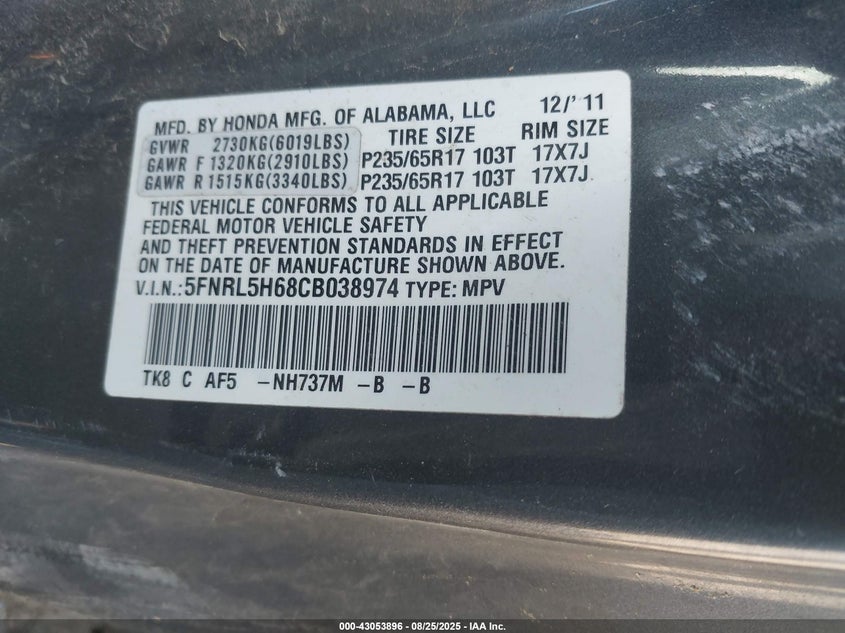 MFD. BY HONDA MFG. OF ALABAMA, LLC 12/'11
GVWR 2730KG(6019LBS) TIRE SIZE RIM SIZE
GAWR F 1320KG(2910LBS) P235/65R17 103T 17X7J
GAWR R 1515KG(3340LBS) P235/65R17 103T 17X7J
THIS VEHICLE CONFORMS TO ALL APPLICABLE
FEDERAL MOTOR VEHICLE SAFETY
AND THEFT PREVENTION STANDARDS IN EFFECT
ON THE DATE OF MANUFACTURE SHOWN ABOVE.
V.I.N.: 5FNRL5H68CB038974 TYPE: MPV
TK8 C AF5 -NH737M -B -B
000-43053896 - 08/25/2025 - IAA Inc.